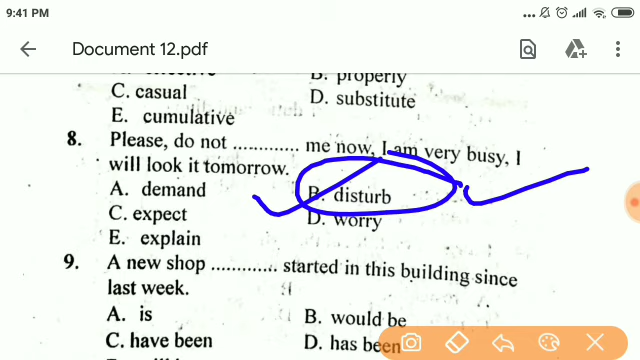 9:41 PM
Document 12.pdf
B. properly
C. casual
D. substitute
E. cumulative
8. Please, do not ............ me now, I am very busy, I
will look it tomorrow.
A. demand
B. disturb
C. expect
D. worry
E. explain
9. A new shop ............. started in this building since
last week.
A. is
B. would be
C. have been
D. has been